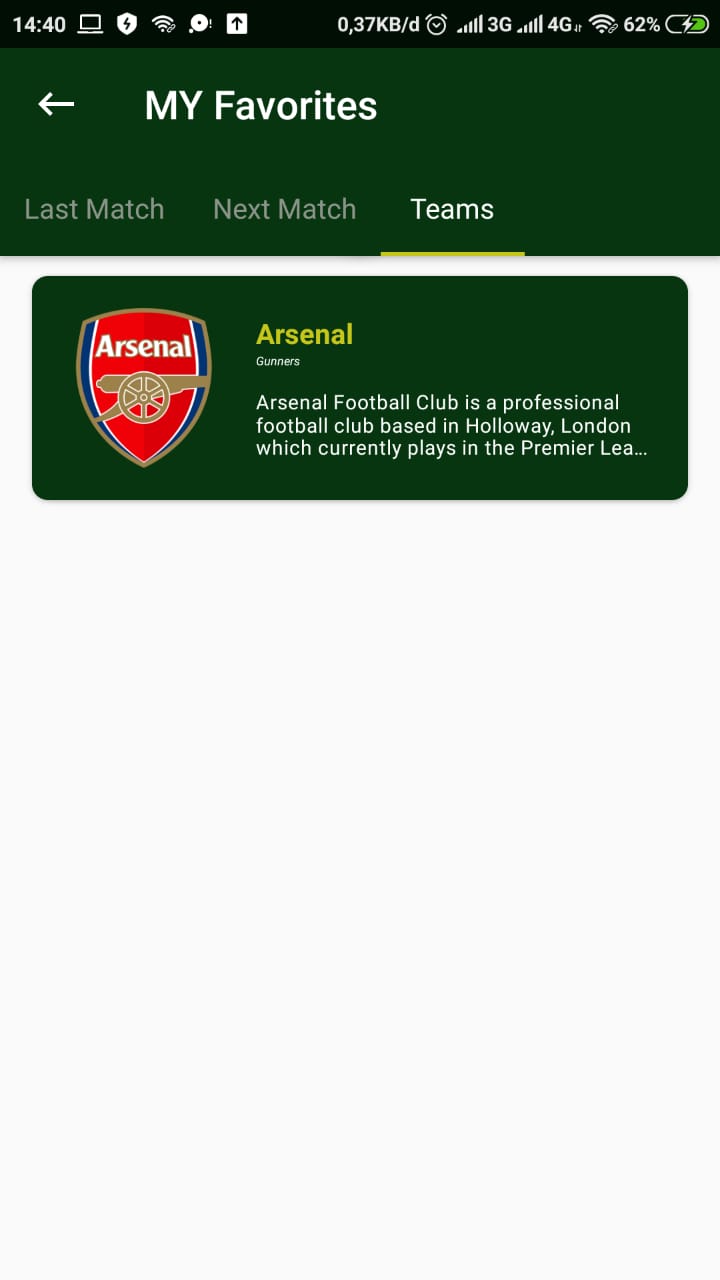 14:40 0,37KB/d 3G 4G 62%
MY Favorites
Last Match Next Match Teams
Arsenal
Arsenal
Gunners
Arsenal Football Club is a professional
football club based in Holloway, London
which currently plays in the Premier Lea...